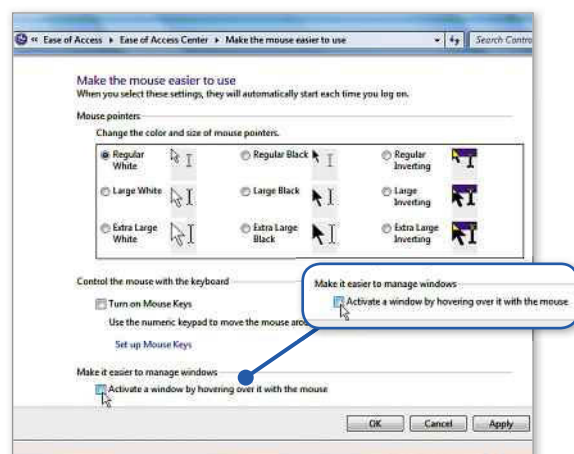 « Ease of Access ▸ Ease of Access Center ▸ Make the mouse easier to use
Search Contro
Make the mouse easier to use
When you select these settings, they will automatically start each time you log on.
Mouse pointers
Change the color and size of mouse pointers.
Regular White
Regular Black
Regular Inverting
Large White
Large Black
Large Inverting
Extra Large White
Extra Large Black
Extra Large Inverting
Control the mouse with the keyboard
Turn on Mouse Keys
Use the numeric keypad to move the mouse
Set up Mouse Keys
Make it easier to manage windows
Activate a window by hovering over it with the mouse
Make it easier to manage windows
Activate a window by hovering over it with the mouse
OK Cancel Apply